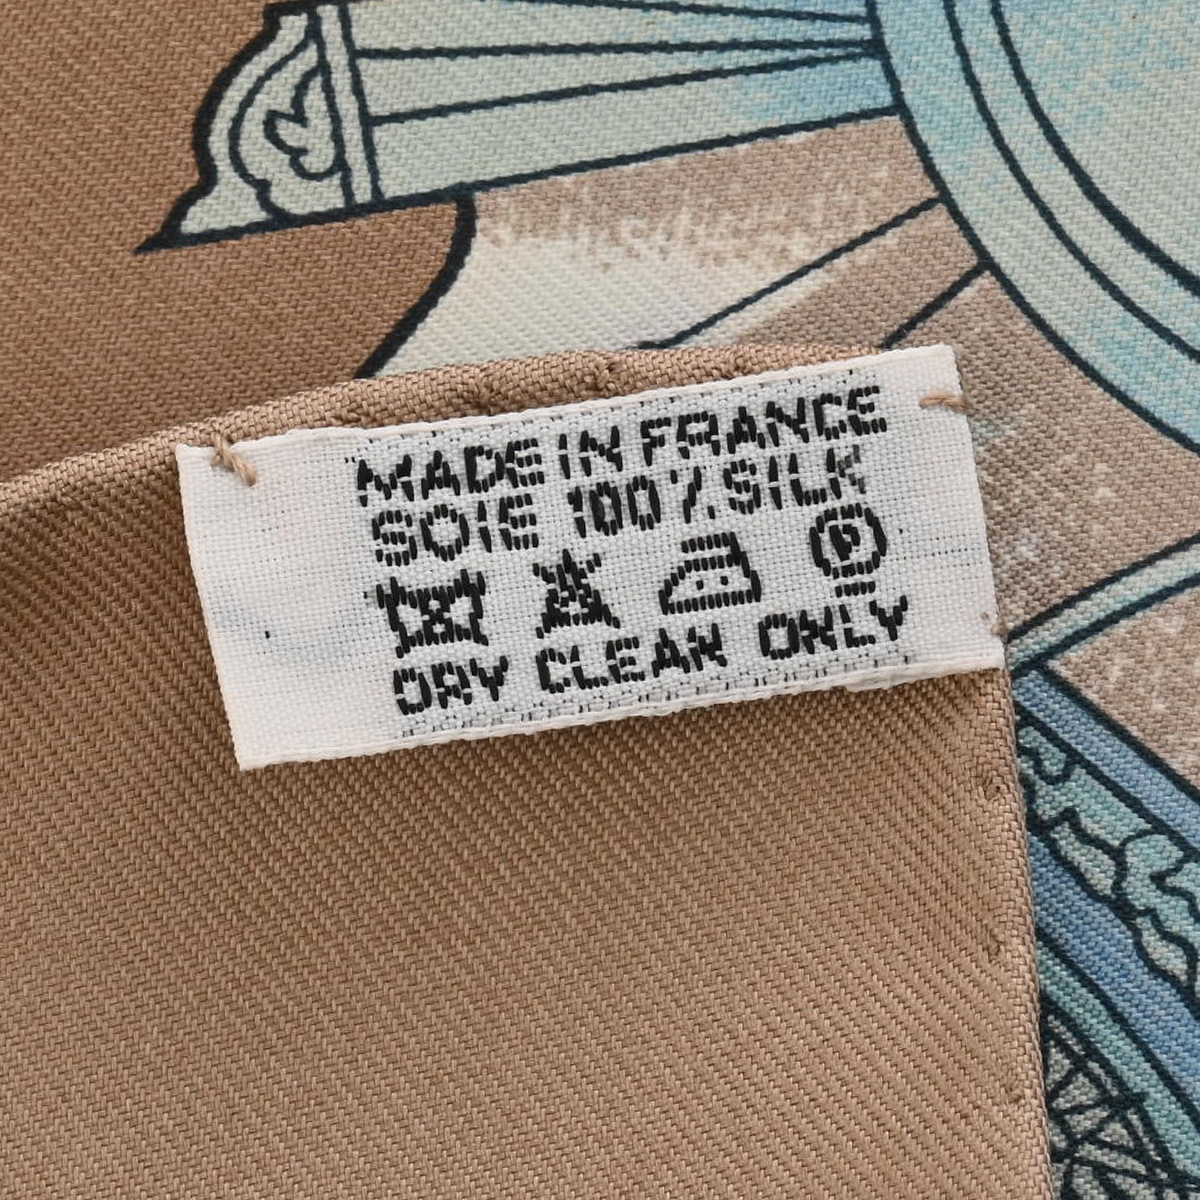 MADE IN FRANCE
SOIE 100% SILK
P
DRY CLEAN ONLY